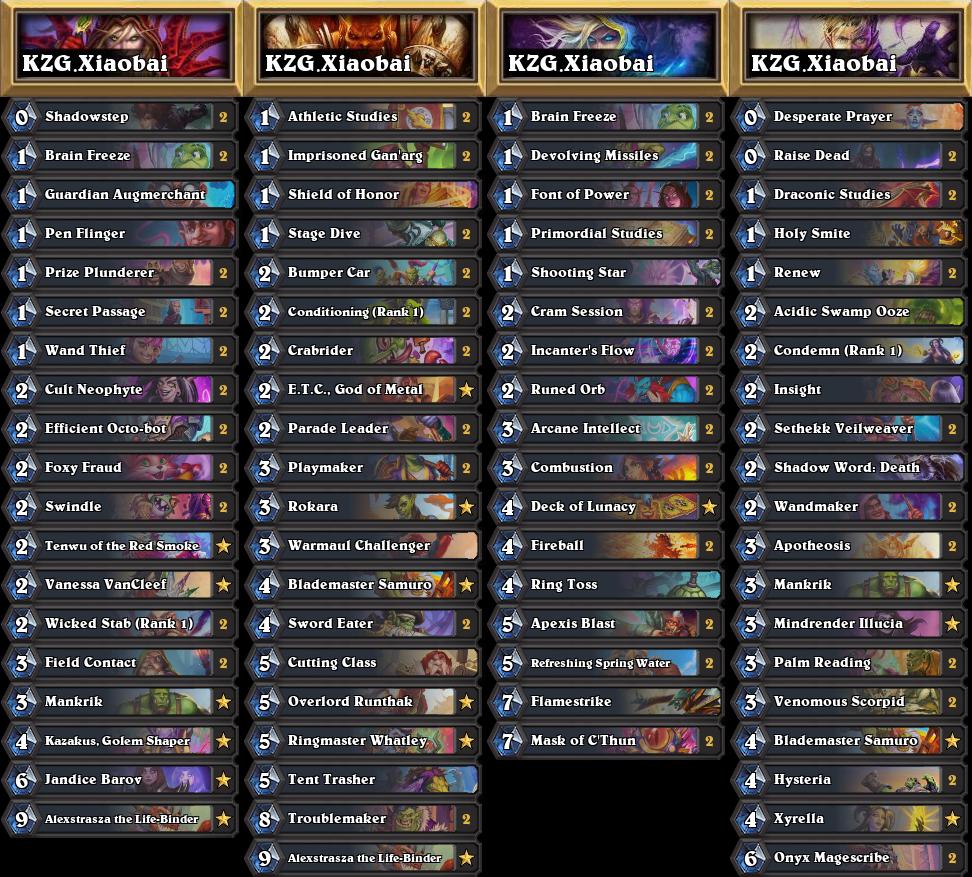 KZG.Xiaobai
0 Shadowstep 2
1 Brain Freeze 2
1 Guardian Augmerchant
1 Pen Flinger
1 Prize Plunderer 2
1 Secret Passage 2
1 Wand Thief 2
2 Cult Neophyte 2
2 Efficient Octo-bot 2
2 Foxy Fraud 2
2 Swindle 2
2 Tenwu of the Red Smoke
2 Vanessa VanCleef
2 Wicked Stab (Rank 1) 2
3 Field Contact 2
3 Mankrik
4 Kazakus, Golem Shaper
6 Jandice Barov
9 Alexstrasza the Life-Binder
KZG.Xiaobai
1 Athletic Studies 2
1 Imprisoned Gan'arg 2
1 Shield of Honor
1 Stage Dive 2
2 Bumper Car 2
2 Conditioning (Rank 1) 2
2 Crabrider 2
2 E.T.C., God of Metal
2 Parade Leader 2
3 Playmaker 2
3 Rokara
3 Warmaul Challenger
4 Blademaster Samuro
4 Sword Eater 2
5 Cutting Class
5 Overlord Runthak
5 Ringmaster Whatley
5 Tent Trasher
8 Troublemaker 2
9 Alexstrasza the Life-Binder
KZG.Xiaobai
1 Brain Freeze 2
1 Devolving Missiles 2
1 Font of Power 2
1 Primordial Studies 2
1 Shooting Star
2 Cram Session 2
2 Incanter's Flow 2
2 Runed Orb 2
3 Arcane Intellect 2
3 Combustion 2
4 Deck of Lunacy
4 Fireball 2
4 Ring Toss
5 Apexis Blast 2
5 Refreshing Spring Water 2
7 Flamestrike
7 Mask of C'Thun 2
KZG.Xiaobai
0 Desperate Prayer
0 Raise Dead 2
1 Draconic Studies 2
1 Holy Smite
1 Renew 2
2 Acidic Swamp Ooze
2 Condemn (Rank 1)
2 Insight
2 Sethekk Veilweaver 2
2 Shadow Word: Death
2 Wandmaker 2
3 Apotheosis 2
3 Mankrik
3 Mindrender Illucia
3 Palm Reading 2
3 Venomous Scorpid 2
4 Blademaster Samuro
4 Hysteria 2
4 Xyrella
6 Onyx Magescribe 2